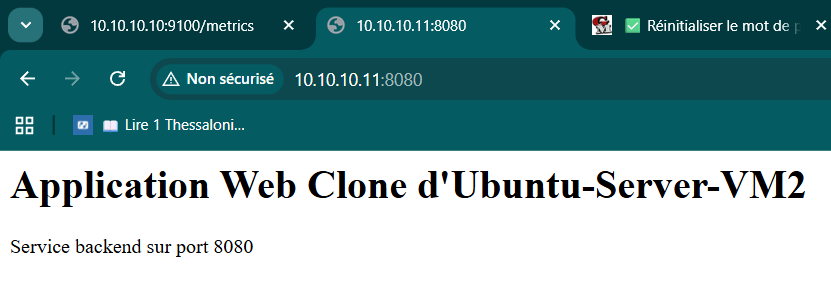 10.10.10.10:9100/metrics
10.10.10.11:8080
Réinitialiser le mot de
Non sécurisé
10.10.10.11:8080
Lire 1 Thessaloni...
Application Web Clone d'Ubuntu-Server-VM2
Service backend sur port 8080